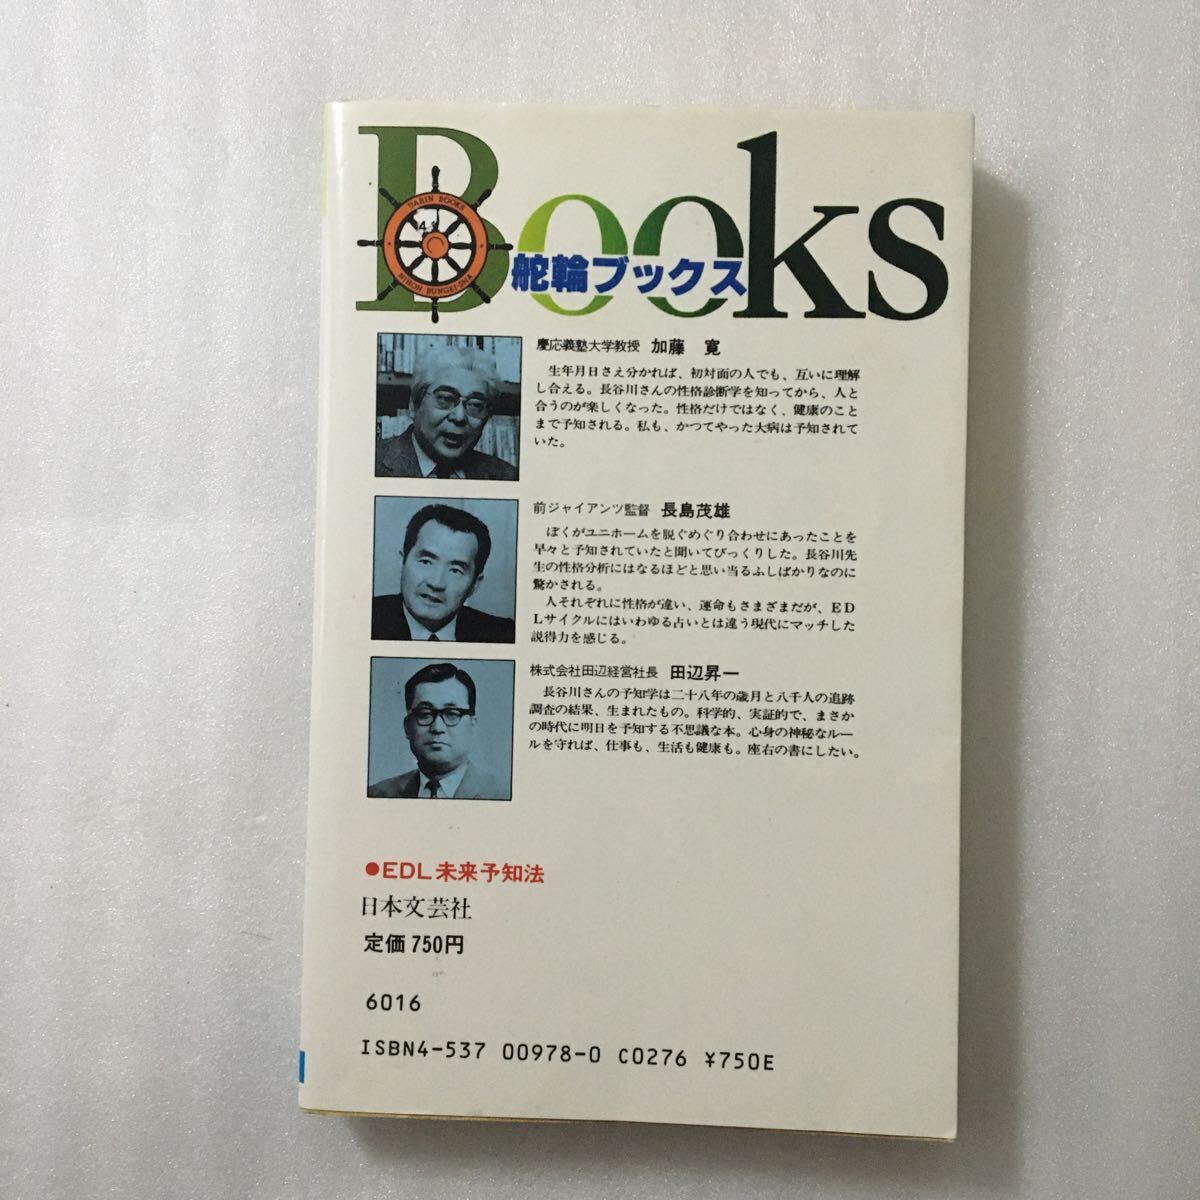 Books
DARIN BOOKS
NIHON BUNGEI-SHA
舵輪ブックス
慶応義塾大学教授 加藤 寛
生年月日さえ分かれば、初対面の人でも、互いに理解
し合える。長谷川さんの性格診断学を知ってから、人と
合うのが楽しくなった。性格だけではなく、健康のこと
まで予知される。私も、かつてやった大病は予知されて
いた。
前ジャイアンツ監督 長島茂雄
ぼくがユニホームを脱ぐめぐり合わせにあったことを
早々と予知されていたと聞いてびっくりした。長谷川先
生の性格分析にはなるほどと思い当るふしばかりなのに
驚かされる。
人それぞれに性格が違い、運命もさまざまだが、ED
Lサイクルにはいわゆる占いとは違う現代にマッチした
説得力を感じる。
株式会社田辺経営社長 田辺昇一
長谷川さんの予知学は二十八年の歳月と八千人の追跡
調査の結果、生まれたもの。科学的、実証的で、まさか
の時代に明日を予知する不思議な本。心身の神秘なルー
ルを守れば、仕事も、生活も健康も。座右の書にしたい。
●EDL未来予知法
日本文芸社
定価750円
6016
ISBN4-537 00978-0 C0276 ¥750E